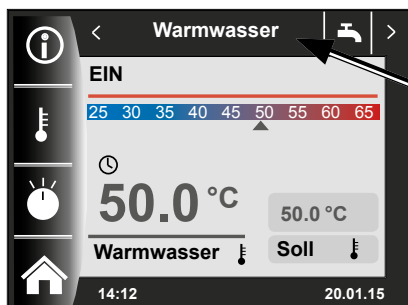 < Warmwasser >
EIN
25 30 35 40 45 50 55 60 65
50.0 °C
50.0 °C
Warmwasser
Soll
14:12 20.01.15